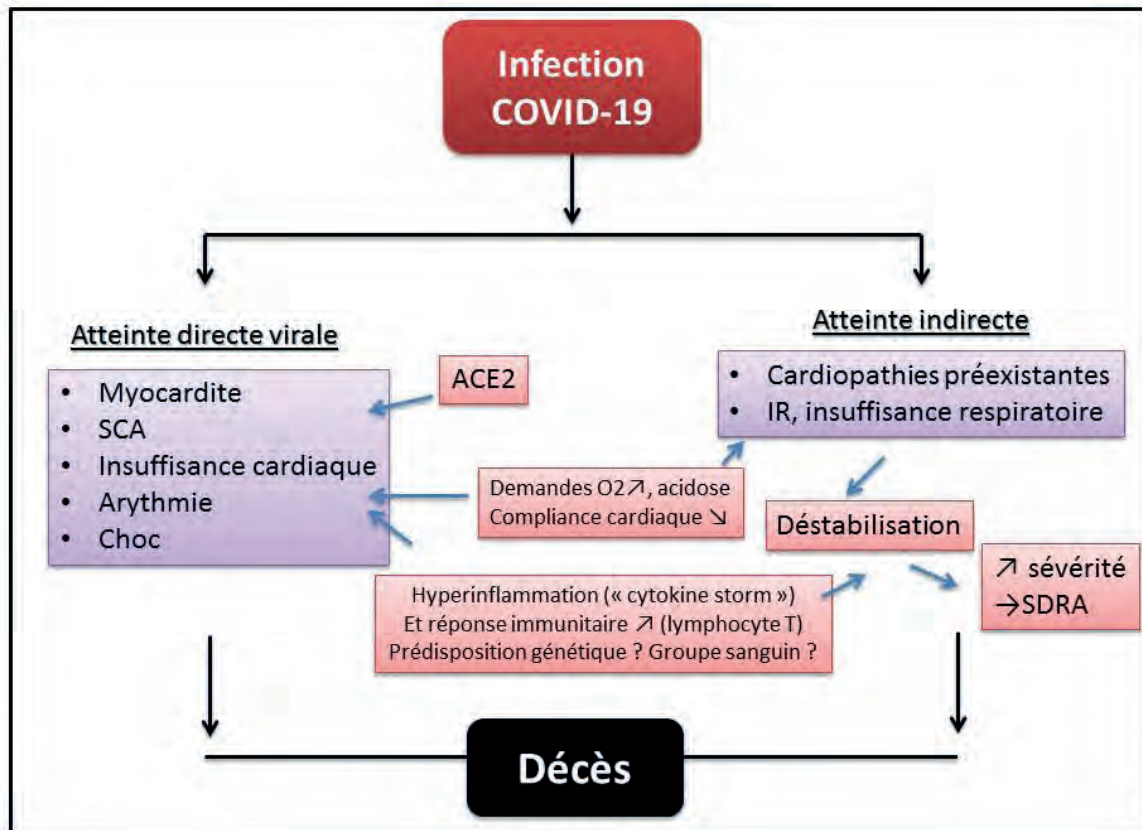 Infection
COVID-19
Atteinte directe virale
• Myocardite
• SCA
• Insuffisance cardiaque
• Arythmie
• Choc
ACE2
Atteinte indirecte
• Cardiopathies préexistantes
• IR, insuffisance respiratoire
Demandes O2↗, acidose
Compliance cardiaque ↘
Déstabilisation
↗ sévérité
→SDRA
Hyperinflammation (« cytokine storm »)
Et réponse immunitaire ↗ (lymphocyte T)
Prédisposition génétique ? Groupe sanguin ?
Décès